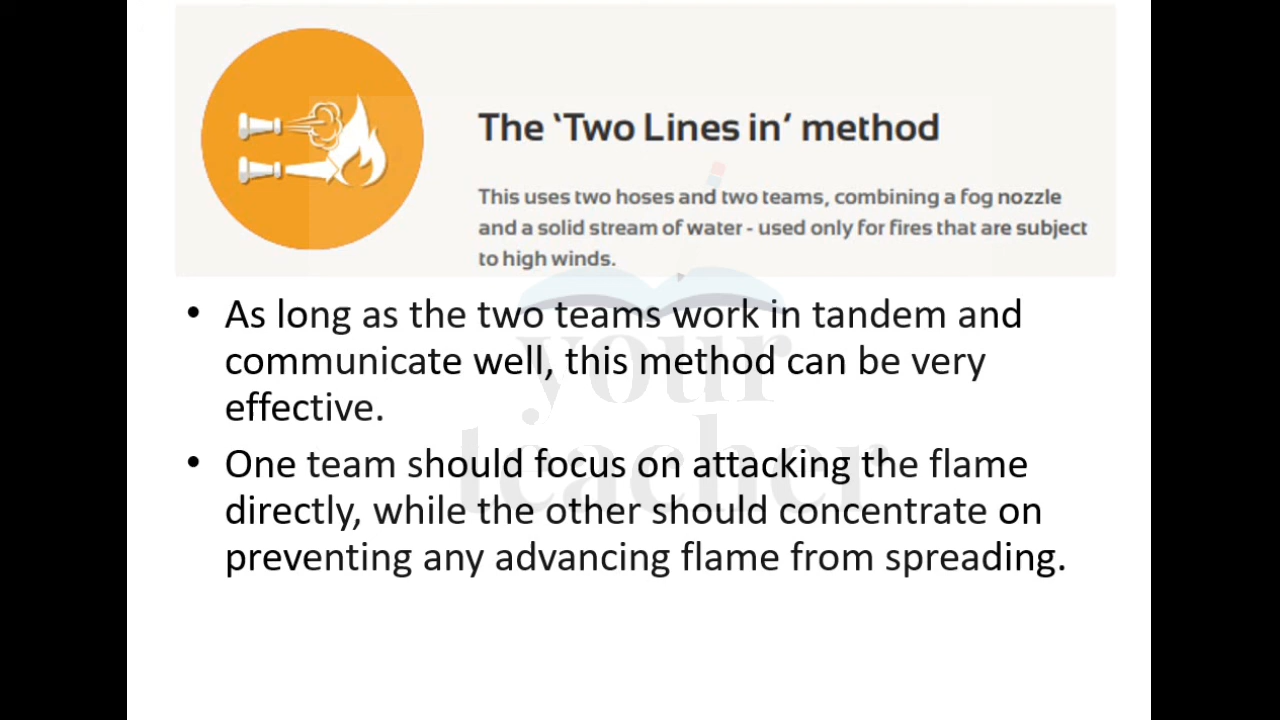 The ‘Two Lines in’ method
This uses two hoses and two teams, combining a fog nozzle
and a solid stream of water - used only for fires that are subject
to high winds.
• As long as the two teams work in tandem and
communicate well, this method can be very
effective.
• One team should focus on attacking the flame
directly, while the other should concentrate on
preventing any advancing flame from spreading.
your
teacher